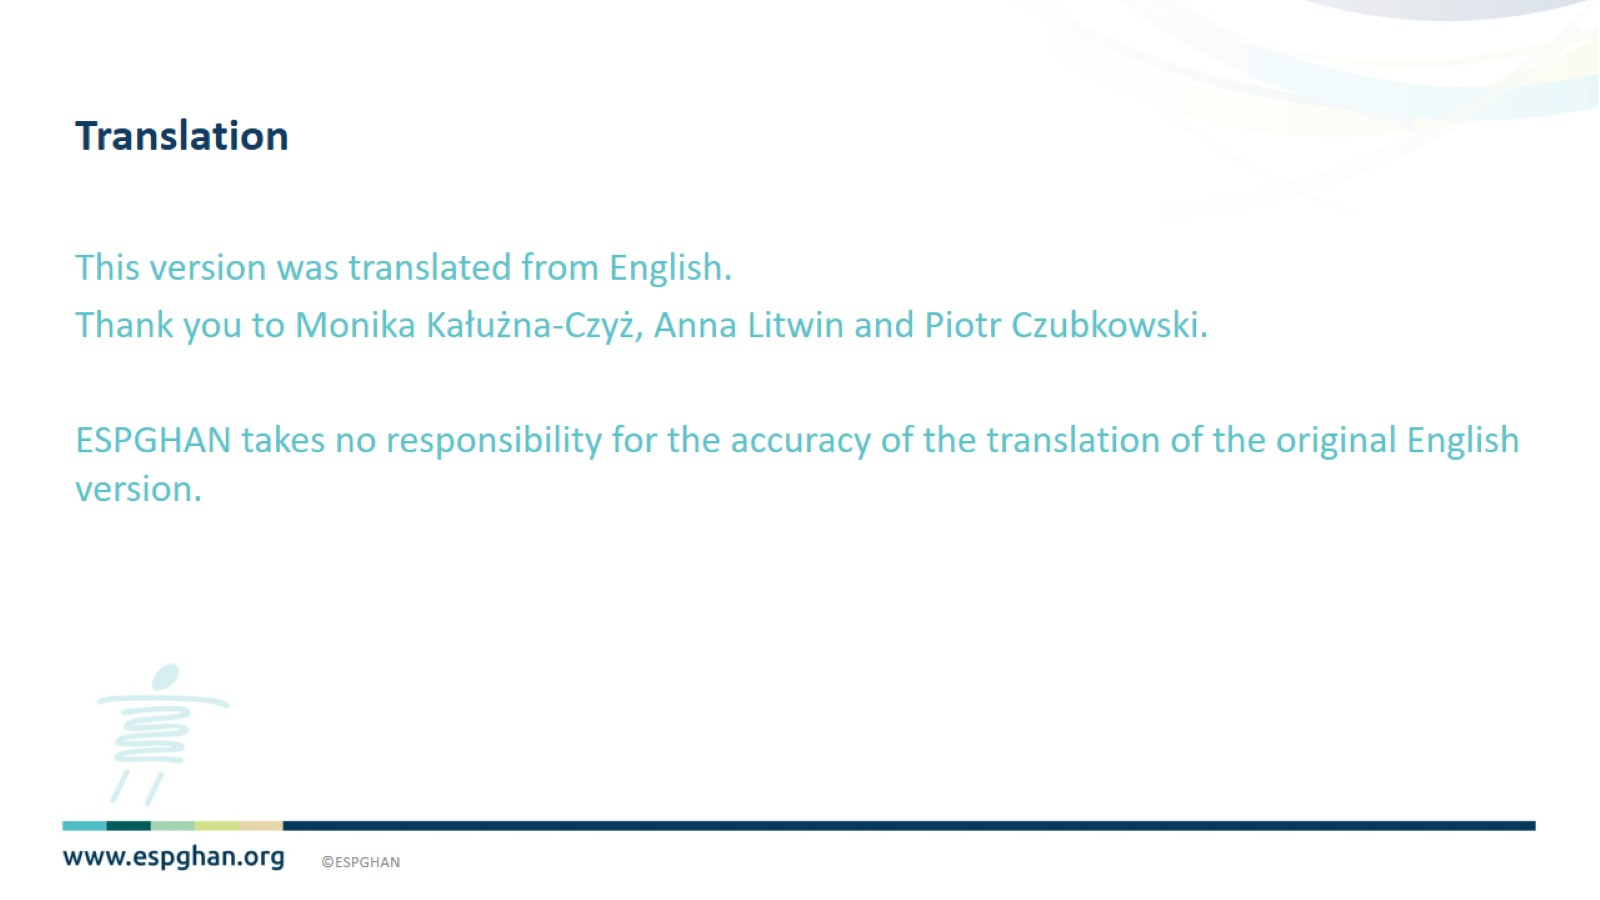 Translation
This version was translated from English.
Thank you to Monika Kałużna-Czyż, Anna Litwin and Piotr Czubkowski.
ESPGHAN takes no responsibility for the accuracy of the translation of the original English
version.
www.espghan.org ©ESPGHAN